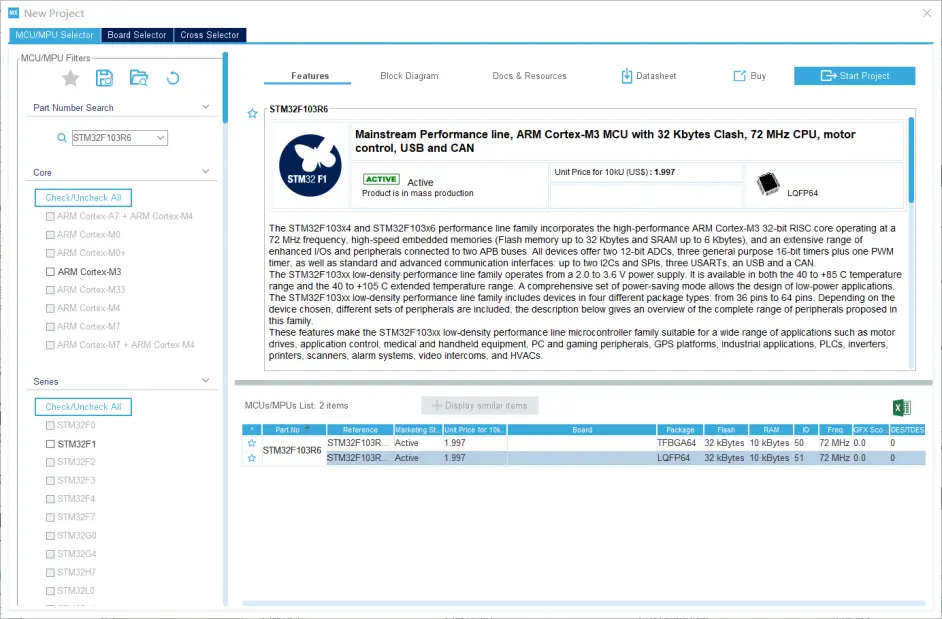 MX New Project
MCU/MPU Selector Board Selector Cross Selector
MCU/MPU Filters
Part Number Search
STM32F103R6
Core
Check/Uncheck All
ARM Cortex-A7 + ARM Cortex-M4
ARM Cortex-M0
ARM Cortex-M0+
ARM Cortex-M3
ARM Cortex-M33
ARM Cortex-M4
ARM Cortex-M7
ARM Cortex-M7 + ARM Cortex-M4
Series
Check/Uncheck All
STM32F0
STM32F1
STM32F2
STM32F3
STM32F4
STM32F7
STM32G0
STM32G4
STM32H7
STM32L0
Features Block Diagram Docs & Resources Datasheet Buy Start Project
STM32F103R6
STM32 F1
Mainstream Performance line, ARM Cortex-M3 MCU with 32 Kbytes Clash, 72 MHz CPU, motor
control, USB and CAN
ACTIVE Active
Product is in mass production
Unit Price for 10kU (US$) : 1.997
LQFP64
The STM32F103x4 and STM32F103x6 performance line family incorporates the high-performance ARM Cortex-M3 32-bit RISC core operating at a
72 MHz frequency, high-speed embedded memories (Flash memory up to 32 Kbytes and SRAM up to 6 Kbytes), and an extensive range of
enhanced I/Os and peripherals connected to two APB buses. All devices offer two 12-bit ADCs, three general purpose 16-bit timers plus one PWM
timer, as well as standard and advanced communication interfaces: up to two I2Cs and SPIs, three USARTs, an USB and a CAN.
The STM32F103xx low-density performance line family operates from a 2.0 to 3.6 V power supply. It is available in both the 40 to +85 C temperature
range and the 40 to +105 C extended temperature range. A comprehensive set of power-saving mode allows the design of low-power applications.
The STM32F103xx low-density performance line family includes devices in four different package types: from 36 pins to 64 pins. Depending on the
device chosen, different sets of peripherals are included, the description below gives an overview of the complete range of peripherals proposed in
this family.
These features make the STM32F103xx low-density performance line microcontroller family suitable for a wide range of applications such as motor
drives, application control, medical and handheld equipment, PC and gaming peripherals, GPS platforms, industrial applications, PLCs, inverters,
printers, scanners, alarm systems, video intercoms, and HVACs.
MCUs/MPUs List: 2 items
Display similar items
* Part No Reference Marketing St... Unit Price for 10k... Board Package Flash RAM IO Freq. GFX Sco DES/TDES
STM32F103R6
STM32F103R... Active 1.997 TFBGA64 32 kBytes 10 kBytes 50 72 MHz 0.0 0
STM32F103R... Active 1.997 LQFP64 32 kBytes 10 kBytes 51 72 MHz 0.0 0